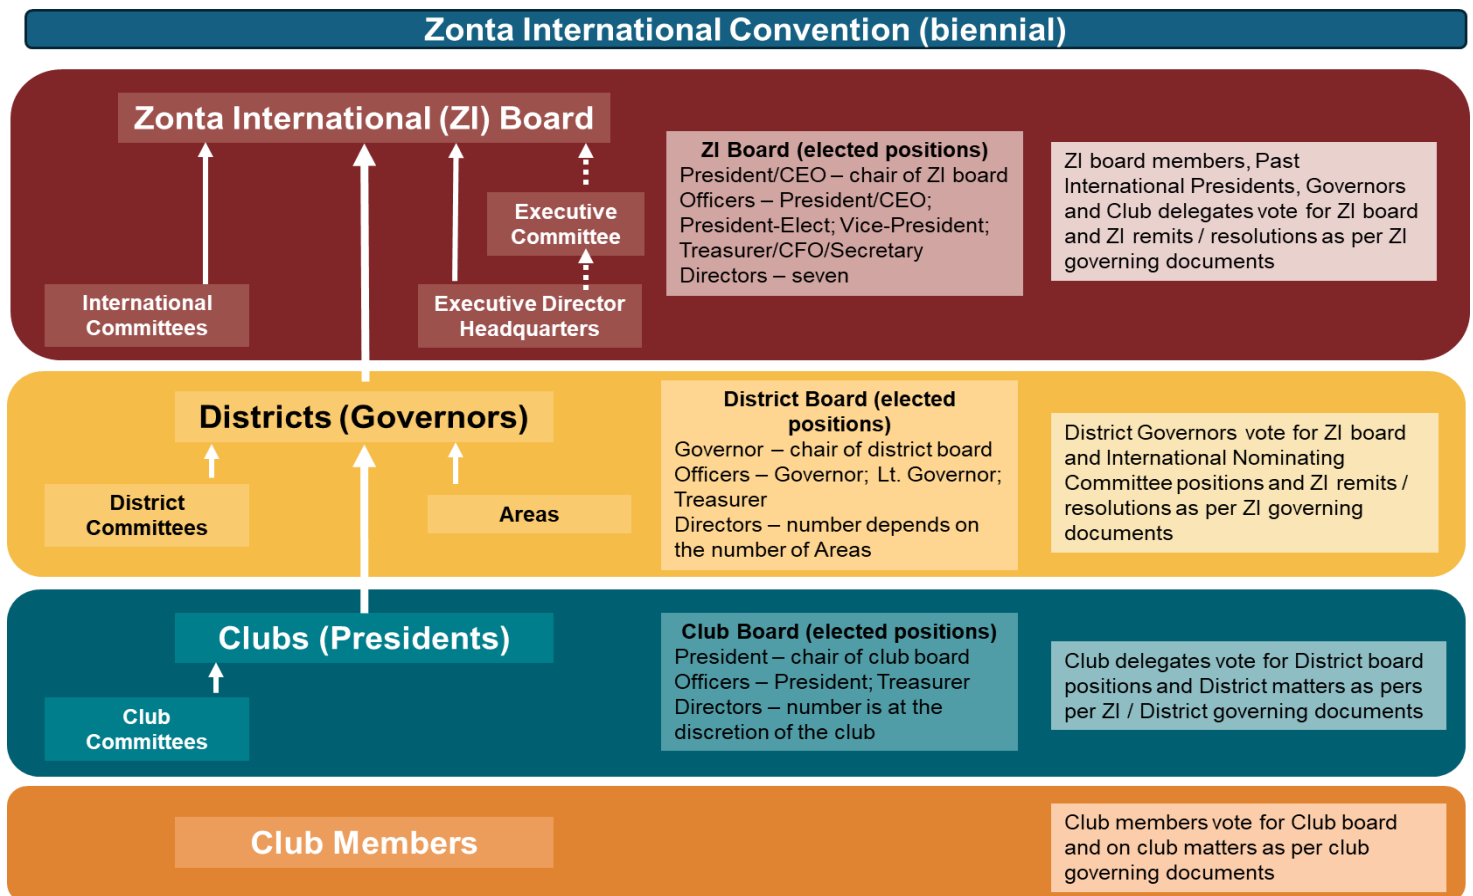 Zonta International Convention (biennial)
Zonta International (ZI) Board
Executive
Committee
International
Committees
Executive Director
Headquarters
ZI Board (elected positions)
President/CEO – chair of ZI board
Officers – President/CEO;
President-Elect; Vice-President;
Treasurer/CFO/Secretary
Directors – seven
ZI board members, Past
International Presidents, Governors
and Club delegates vote for ZI board
and ZI remits / resolutions as per ZI
governing documents
Districts (Governors)
District
Committees
Areas
District Board (elected
positions)
Governor – chair of district board
Officers – Governor; Lt. Governor;
Treasurer
Directors – number depends on
the number of Areas
District Governors vote for ZI board
and International Nominating
Committee positions and ZI remits /
resolutions as per ZI governing
documents
Clubs (Presidents)
Club
Committees
Club Board (elected positions)
President – chair of club board
Officers – President; Treasurer
Directors – number is at the
discretion of the club
Club delegates vote for District board
positions and District matters as pers
per ZI / District governing documents
Club Members
Club members vote for Club board
and on club matters as per club
governing documents